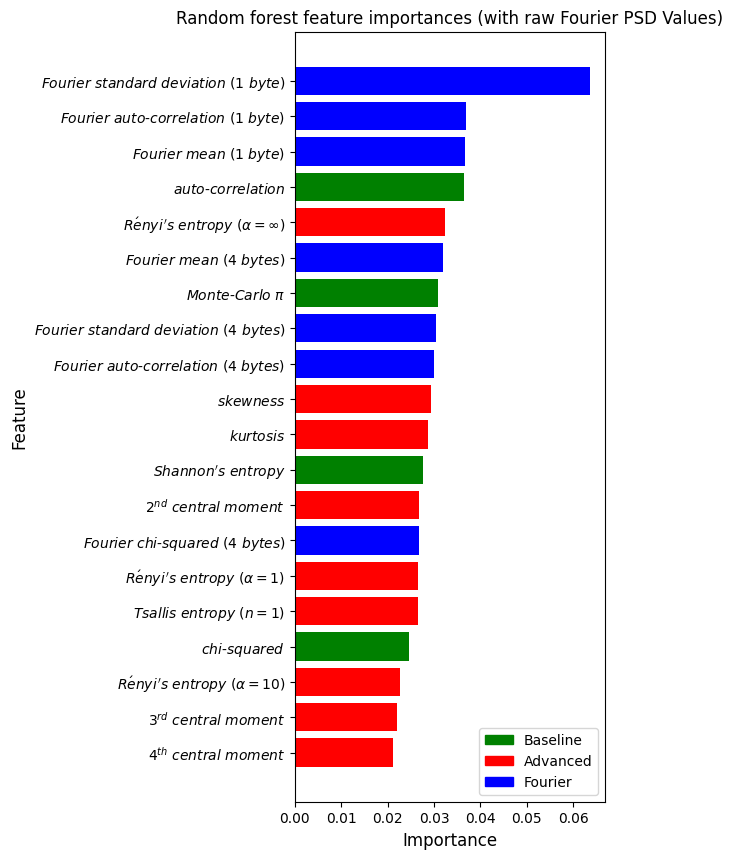 Random forest feature importances (with raw Fourier PSD Values)
Fourier standard deviation (1 byte)
Fourier auto-correlation (1 byte)
Fourier mean (1 byte)
auto-correlation
Rényi's entropy (α = ∞)
Fourier mean (4 bytes)
Monte-Carlo π
Fourier standard deviation (4 bytes)
Fourier auto-correlation (4 bytes)
skewness
kurtosis
Shannon's entropy
2ⁿᵈ central moment
Fourier chi-squared (4 bytes)
Rényi's entropy (α = 1)
Tsallis entropy (n = 1)
chi-squared
Rényi's entropy (α = 10)
3ʳᵈ central moment
4ᵗʰ central moment
Feature
Baseline
Advanced
Fourier
0.00 0.01 0.02 0.03 0.04 0.05 0.06
Importance